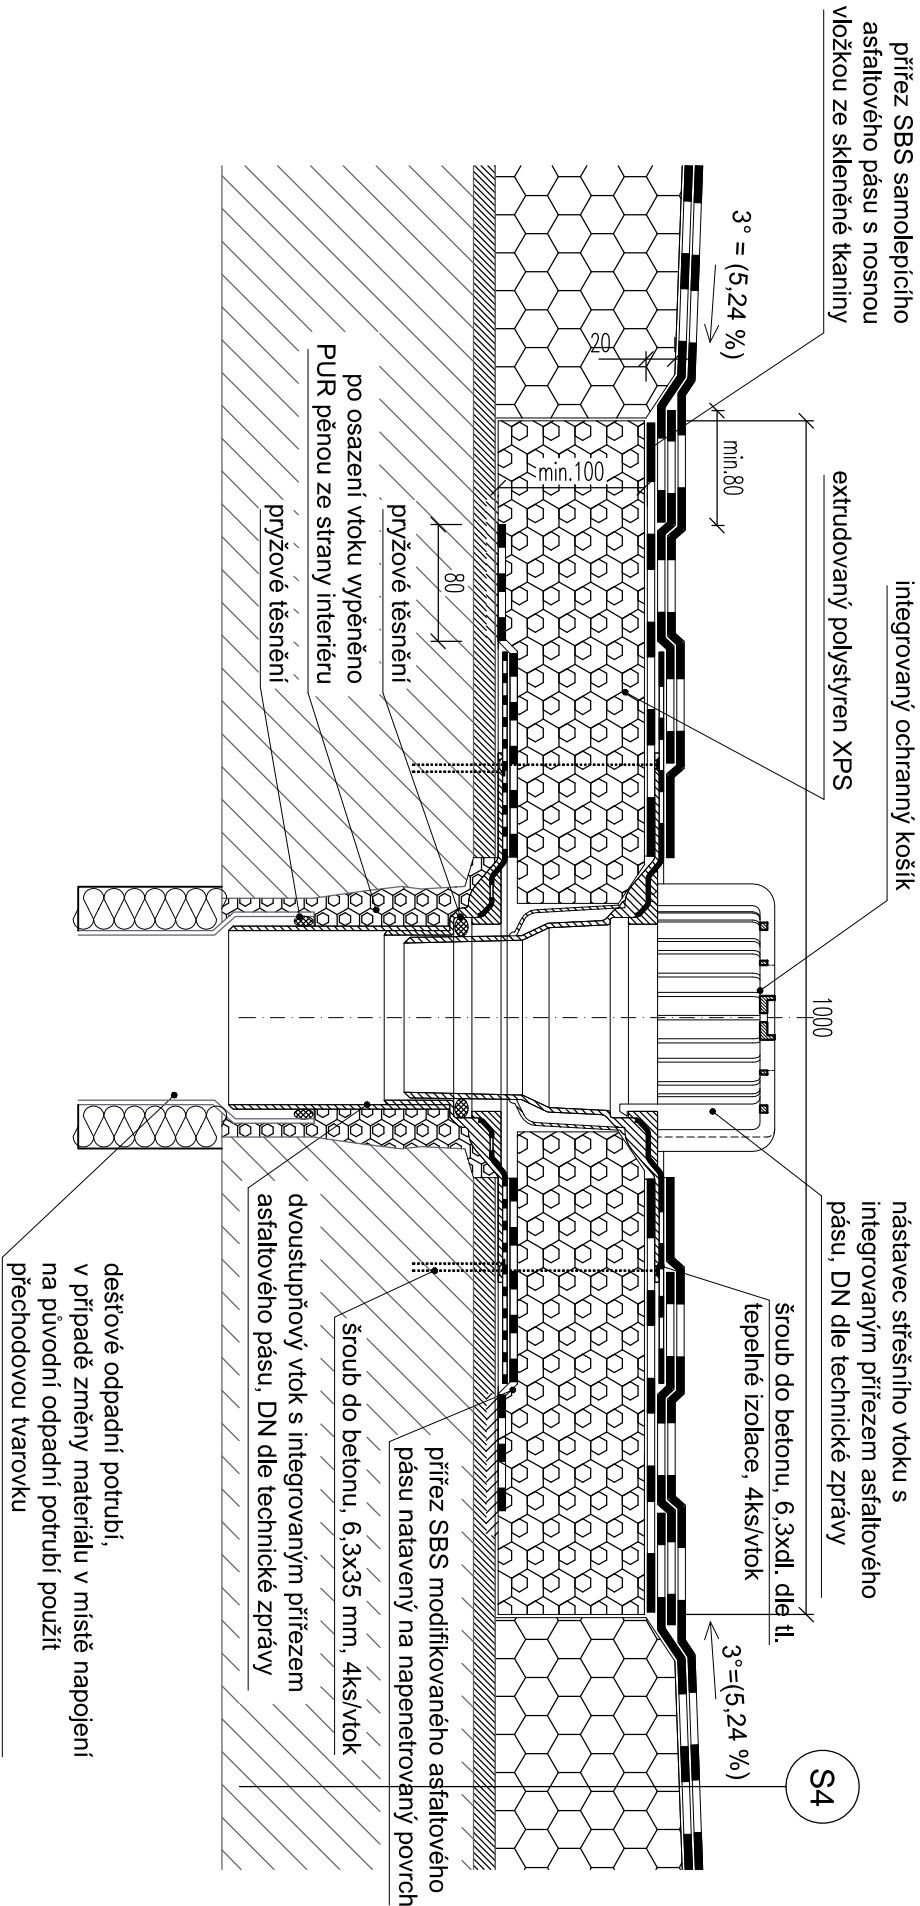 přířez SBS samolepícího
asfaltového pásu s nosnou
vložkou ze skleněné tkaniny
3° = (5,24 %)
20
min.80
min.100
80
1000
integrovaný ochranný košík
extrudovaný polystyren XPS
pryžové těsnění
po osazení vtoku vypěněno
PUR pěnou ze strany interiéru
pryžové těsnění
nástavec střešního vtoku s
integrovaným přířezem asfaltového
pásu, DN dle technické zprávy
šroub do betonu, 6,3xdl. dle tl.
tepelné izolace, 4ks/vtok
3°=(5,24 %)
S4
přířez SBS modifikovaného asfaltového
pásu natavený na napenetrovaný povrch
šroub do betonu, 6,3x35 mm, 4ks/vtok
dvoustupňový vtok s integrovaným přířezem
asfaltového pásu, DN dle technické zprávy
dešťové odpadní potrubí,
v případě změny materiálu v místě napojení
na původní odpadní potrubí použít
přechodovou tvarovku